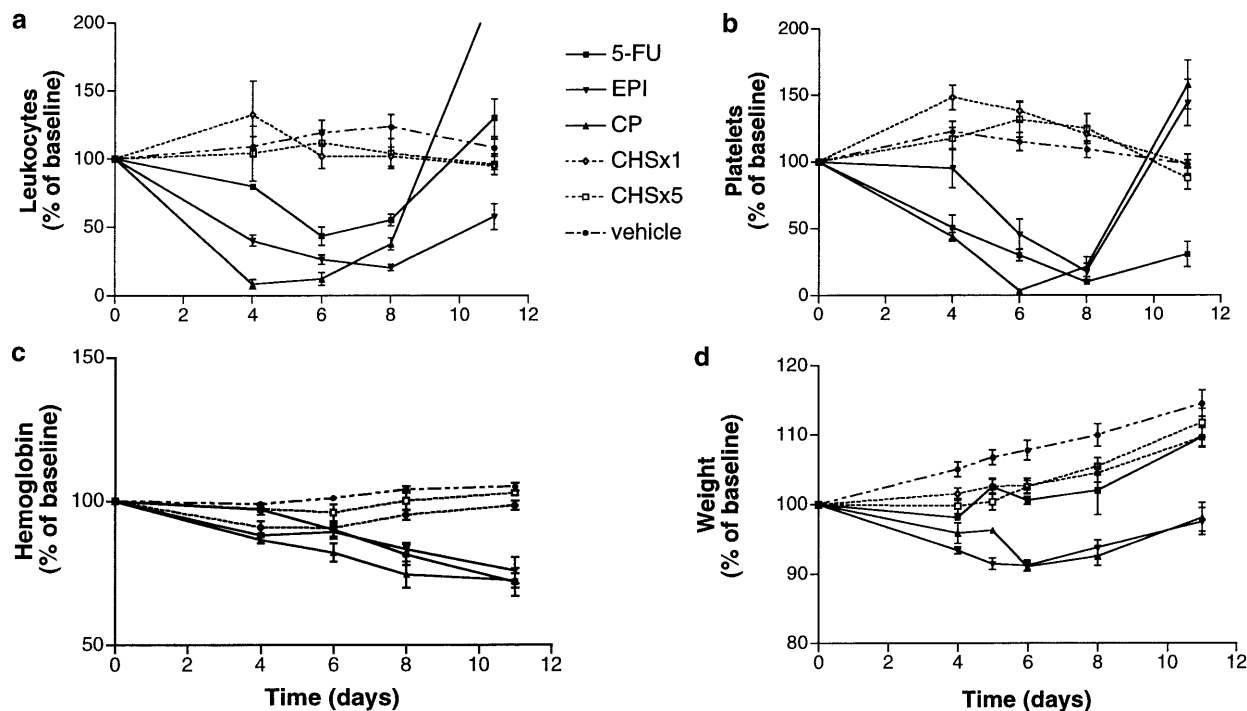 a
200
150
100
50
0
Leukocytes
(% of baseline)
0 2 4 6 8 10 12
5-FU
EPI
CP
CHSx1
CHSx5
vehicle
b
200
150
100
50
0
Platelets
(% of baseline)
0 2 4 6 8 10 12
c
150
100
50
Hemoglobin
(% of baseline)
0 2 4 6 8 10 12
Time (days)
d
120
110
100
90
80
Weight
(% of baseline)
0 2 4 6 8 10 12
Time (days)